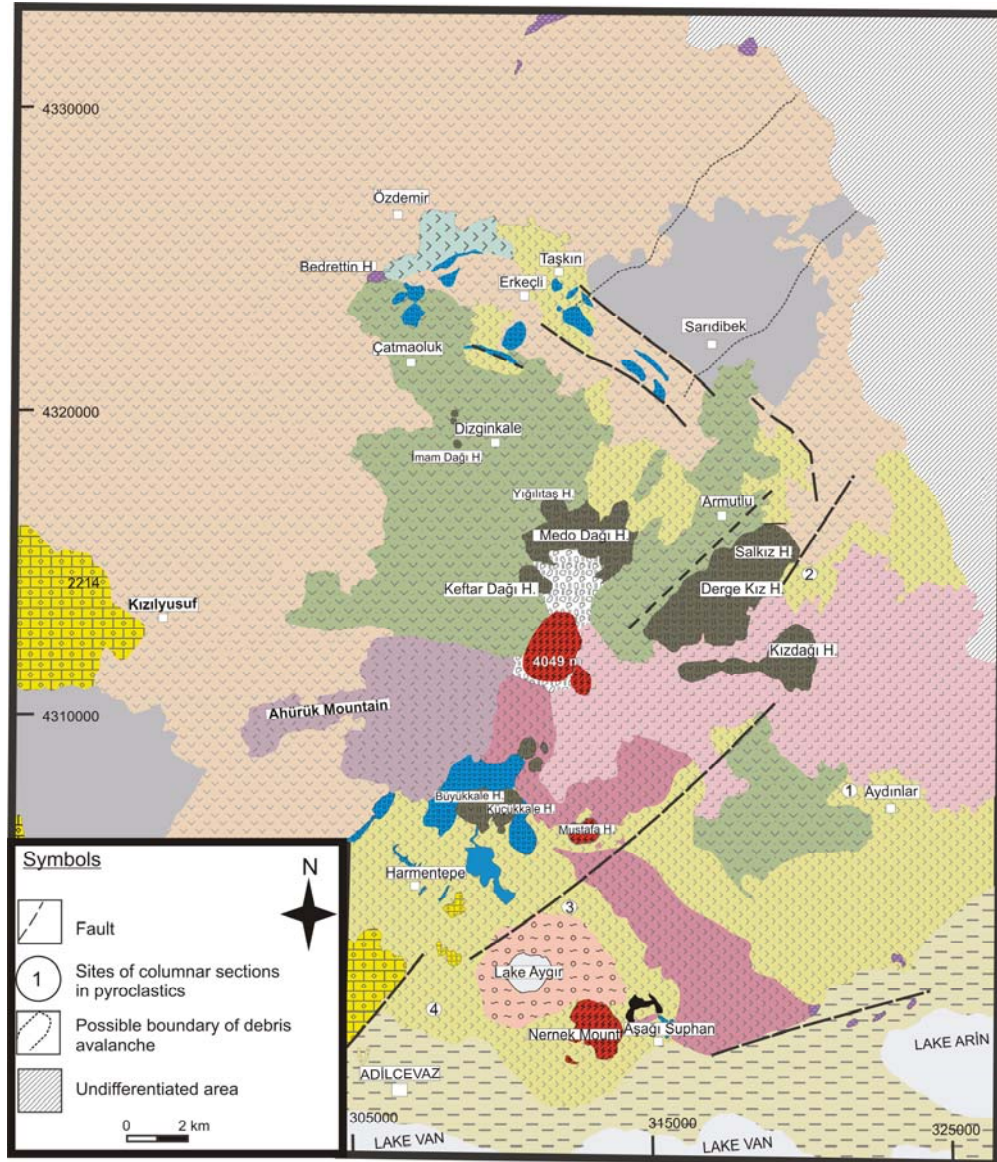 4330000
Özdemir
Taşkın
Bedrettin H.
Erkeçli
Sarıdibek
Çatmaoluk
4320000
Dizginkale
İmam Dağı H.
Yığılıtaş H.
Armutlu
Medo Dağı H.
Salkız H.
2214
Keftar Dağı H.
Derge Kız H.
2
Kızılyusuf
Kızdağı H.
4049 m
4310000
Ahürük Mountain
Büyükkale H.
1
Aydınlar
Küçükkale H.
Mustafa H.
Harmentepe
3
Lake Aygır
4
Nernek Mount
Aşağı Suphan
LAKE ARİN
ADİLCEVAZ
305000
315000
325000
LAKE VAN
LAKE VAN
Symbols
N
Fault
1
Sites of columnar sections
in pyroclastics
Possible boundary of debris
avalanche
Undifferentiated area
0
2 km